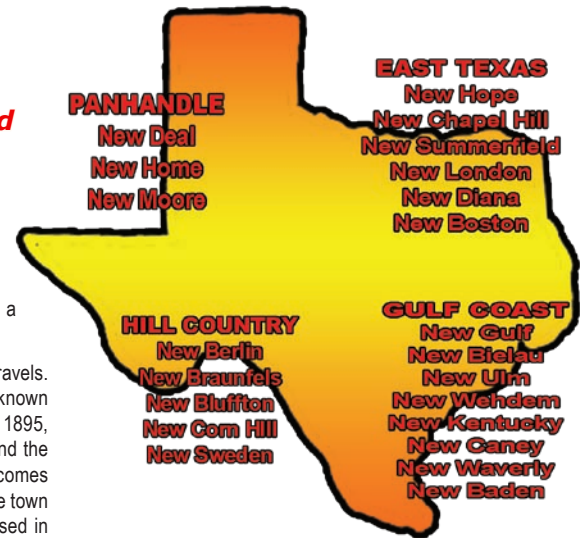 d
PANHANDLE
New Deal
New Home
New Moore
EAST TEXAS
New Hope
New Chapel Hill
New Summerfield
New London
New Diana
New Boston
HILL COUNTRY
New Berlin
New Braunfels
New Bluffton
New Corn Hill
New Sweden
GULF COAST
New Gulf
New Bielau
New Ulm
New Wehdem
New Kentucky
New Caney
New Waverly
New Baden
a
ravels.
known
1895,
nd the
comes
e town
sed in